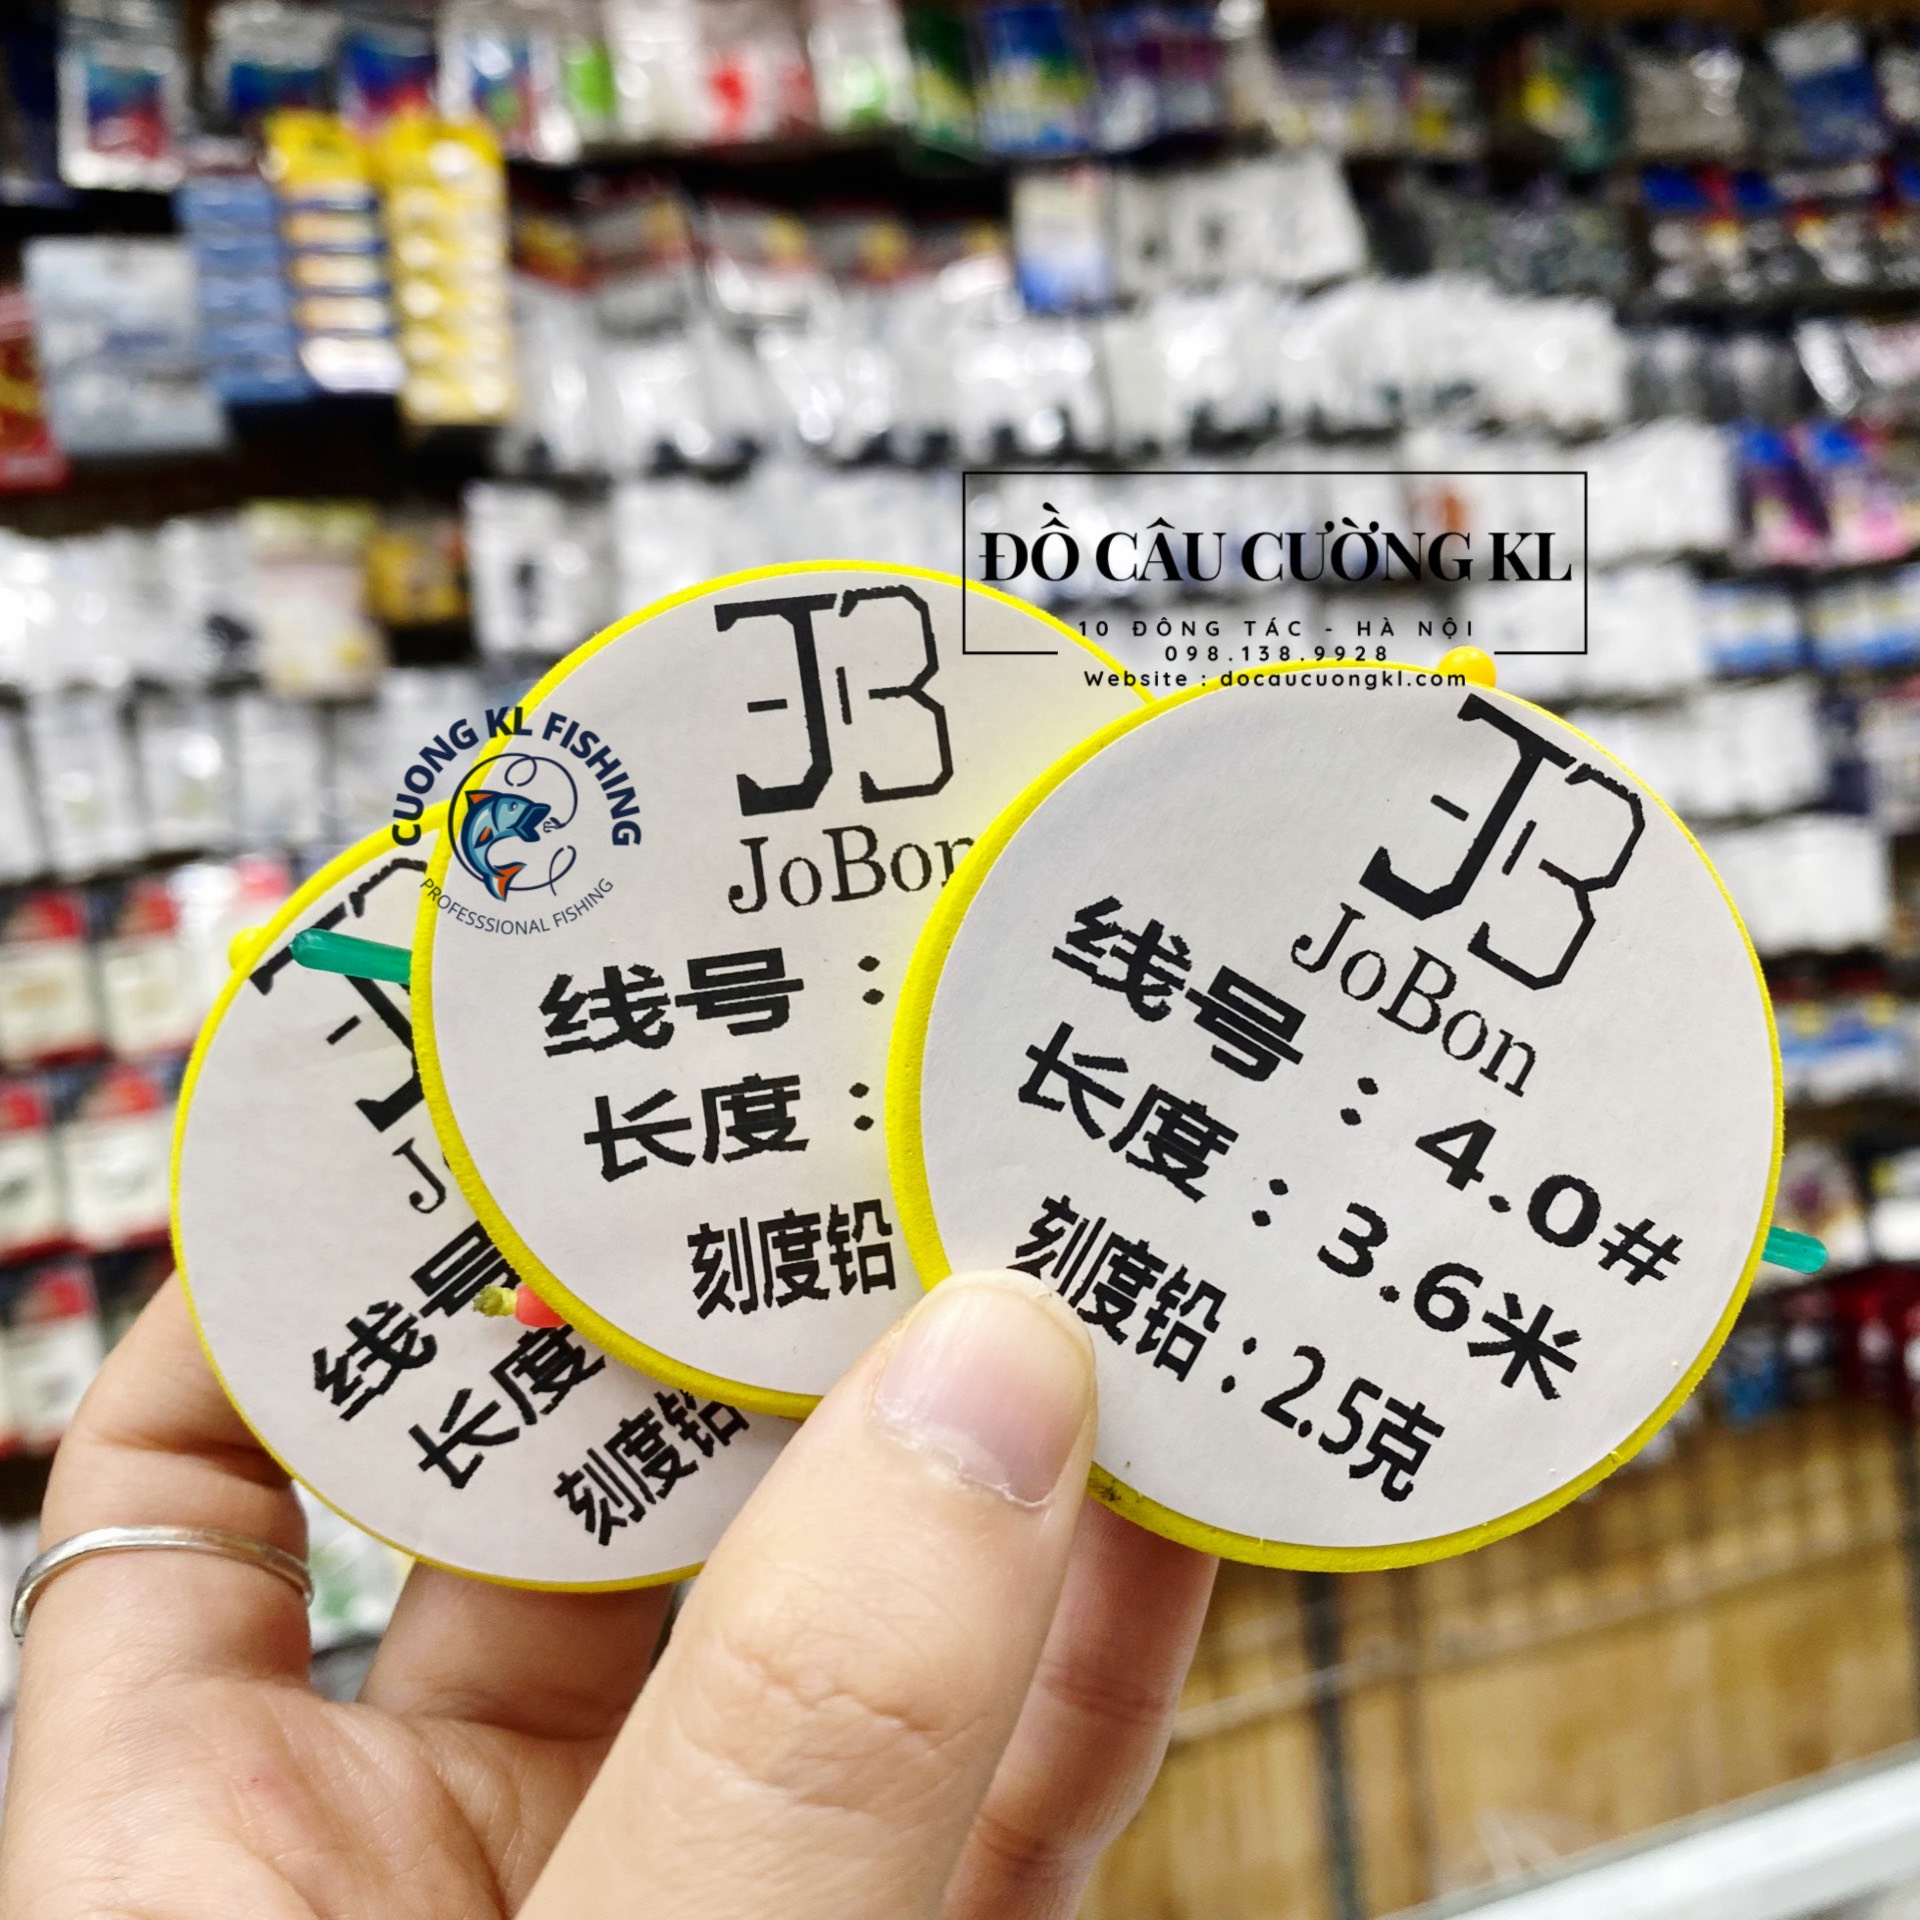 ĐỒ CÂU CƯỜNG KL
10 ĐÔNG TÁC - HÀ NỘI
098.138.9928
Website : docaucuongkl.com
CUONG KL FISHING
PROFESSSIONAL FISHING
JB
JoBon
线号：4.0#
长度：3.6米
刻度铅：2.5克
JB
JoBon
线号：
长度：
刻度铅
J
线号
长度
刻度铅